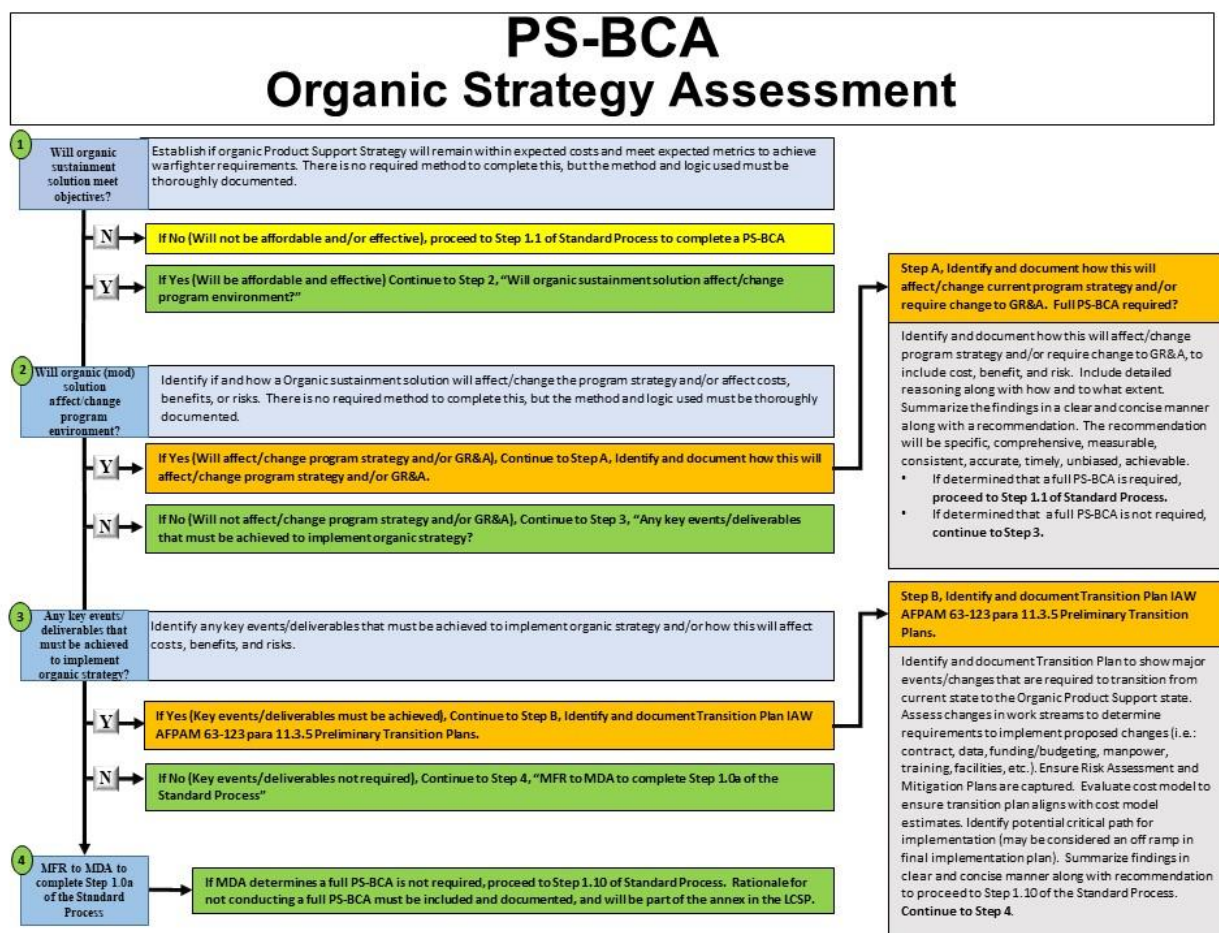 PS-BCA
Organic Strategy Assessment
1
Will organic
sustainment
solution meet
objectives?
Establish if organic Product Support Strategy will remain within expected costs and meet expected metrics to achieve
warfighter requirements. There is no required method to complete this, but the method and logic used must be
thoroughly documented.
N
If No (Will not be affordable and/or effective), proceed to Step 1.1 of Standard Process to complete a PS-BCA
Y
If Yes (Will be affordable and effective) Continue to Step 2, “Will organic sustainment solution affect/change
program environment?”
2
Will organic (mod)
solution
affect/change
program
environment?
Identify if and how a Organic sustainment solution will affect/change the program strategy and/or affect costs,
benefits, or risks. There is no required method to complete this, but the method and logic used must be thoroughly
documented.
Y
If Yes (Will affect/change program strategy and/or GR&A), Continue to Step A, Identify and document how this will
affect/change program strategy and/or GR&A.
N
If No (Will not affect/change program strategy and/or GR&A), Continue to Step 3, “Any key events/deliverables
that must be achieved to implement organic strategy?
Step A, Identify and document how this will
affect/change current program strategy and/or
require change to GR&A. Full PS-BCA required?
Identify and document how this will affect/change
program strategy and/or require change to GR&A, to
include cost, benefit, and risk. Include detailed
reasoning along with how and to what extent.
Summarize the findings in a clear and concise manner
along with a recommendation. The recommendation
will be specific, comprehensive, measurable,
consistent, accurate, timely, unbiased, achievable.
• If determined that a full PS-BCA is required,
proceed to Step 1.1 of Standard Process.
• If determined that a full PS-BCA is not required,
continue to Step 3.
3
Any key events/
deliverables that
must be achieved
to implement
organic strategy?
Identify any key events/deliverables that must be achieved to implement organic strategy and/or how this will affect
costs, benefits, and risks.
Y
If Yes (Key events/deliverables must be achieved), Continue to Step B, Identify and document Transition Plan IAW
AFPAM 63-123 para 11.3.5 Preliminary Transition Plans.
N
If No (Key events/deliverables not required), Continue to Step 4, “MFR to MDA to complete Step 1.0a of the
Standard Process”
Step B, Identify and document Transition Plan IAW
AFPAM 63-123 para 11.3.5 Preliminary Transition
Plans.
Identify and document Transition Plan to show major
events/changes that are required to transition from
current state to the Organic Product Support state.
Assess changes in work streams to determine
requirements to implement proposed changes (i.e.:
contract, data, funding/budgeting, manpower,
training, facilities, etc.). Ensure Risk Assessment and
Mitigation Plans are captured. Evaluate cost model to
ensure transition plan aligns with cost model
estimates. Identify potential critical path for
implementation (may be considered an off ramp in
final implementation plan). Summarize findings in
clear and concise manner along with recommendation
to proceed to Step 1.10 of the Standard Process.
Continue to Step 4.
4
MFR to MDA to
complete Step 1.0a
of the Standard
Process
If MDA determines a full PS-BCA is not required, proceed to Step 1.10 of Standard Process. Rationale for
not conducting a full PS-BCA must be included and documented, and will be part of the annex in the LCSP.